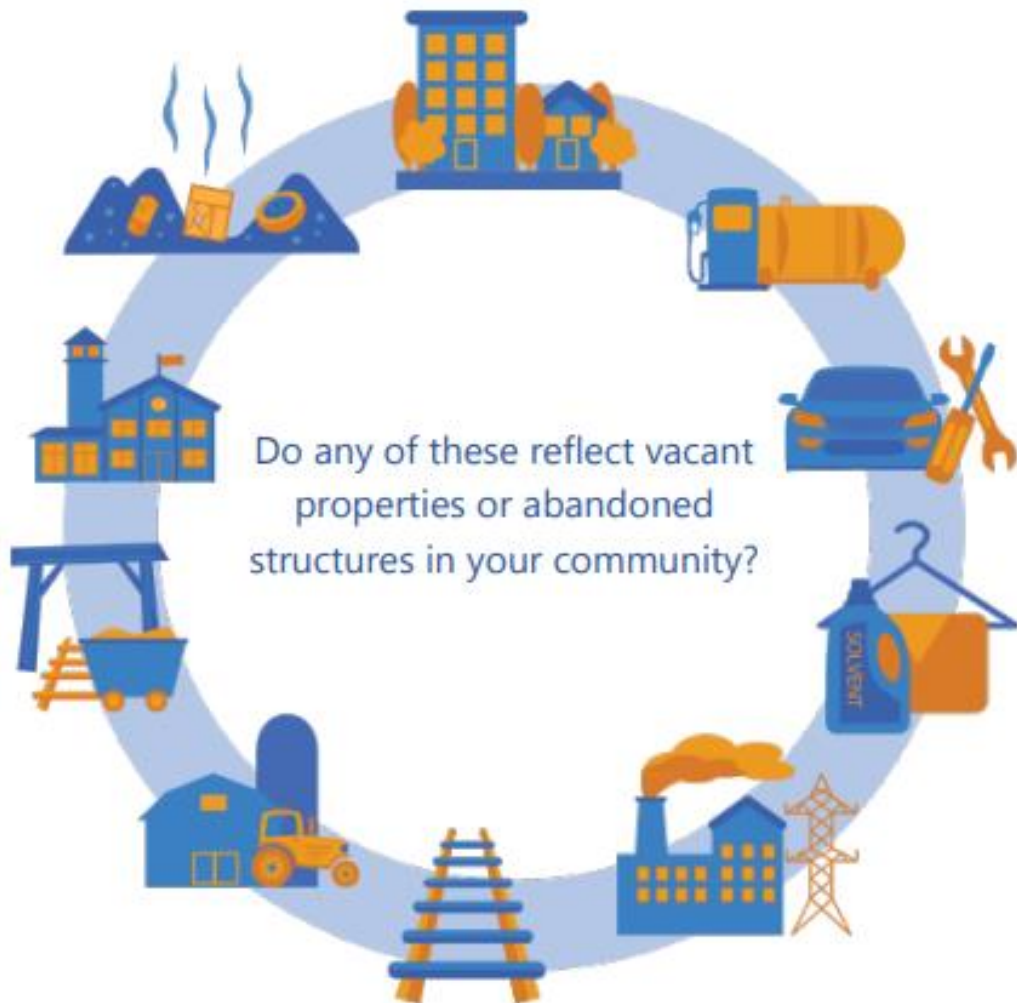 Do any of these reflect vacant
properties or abandoned
structures in your community?
SOLVENT